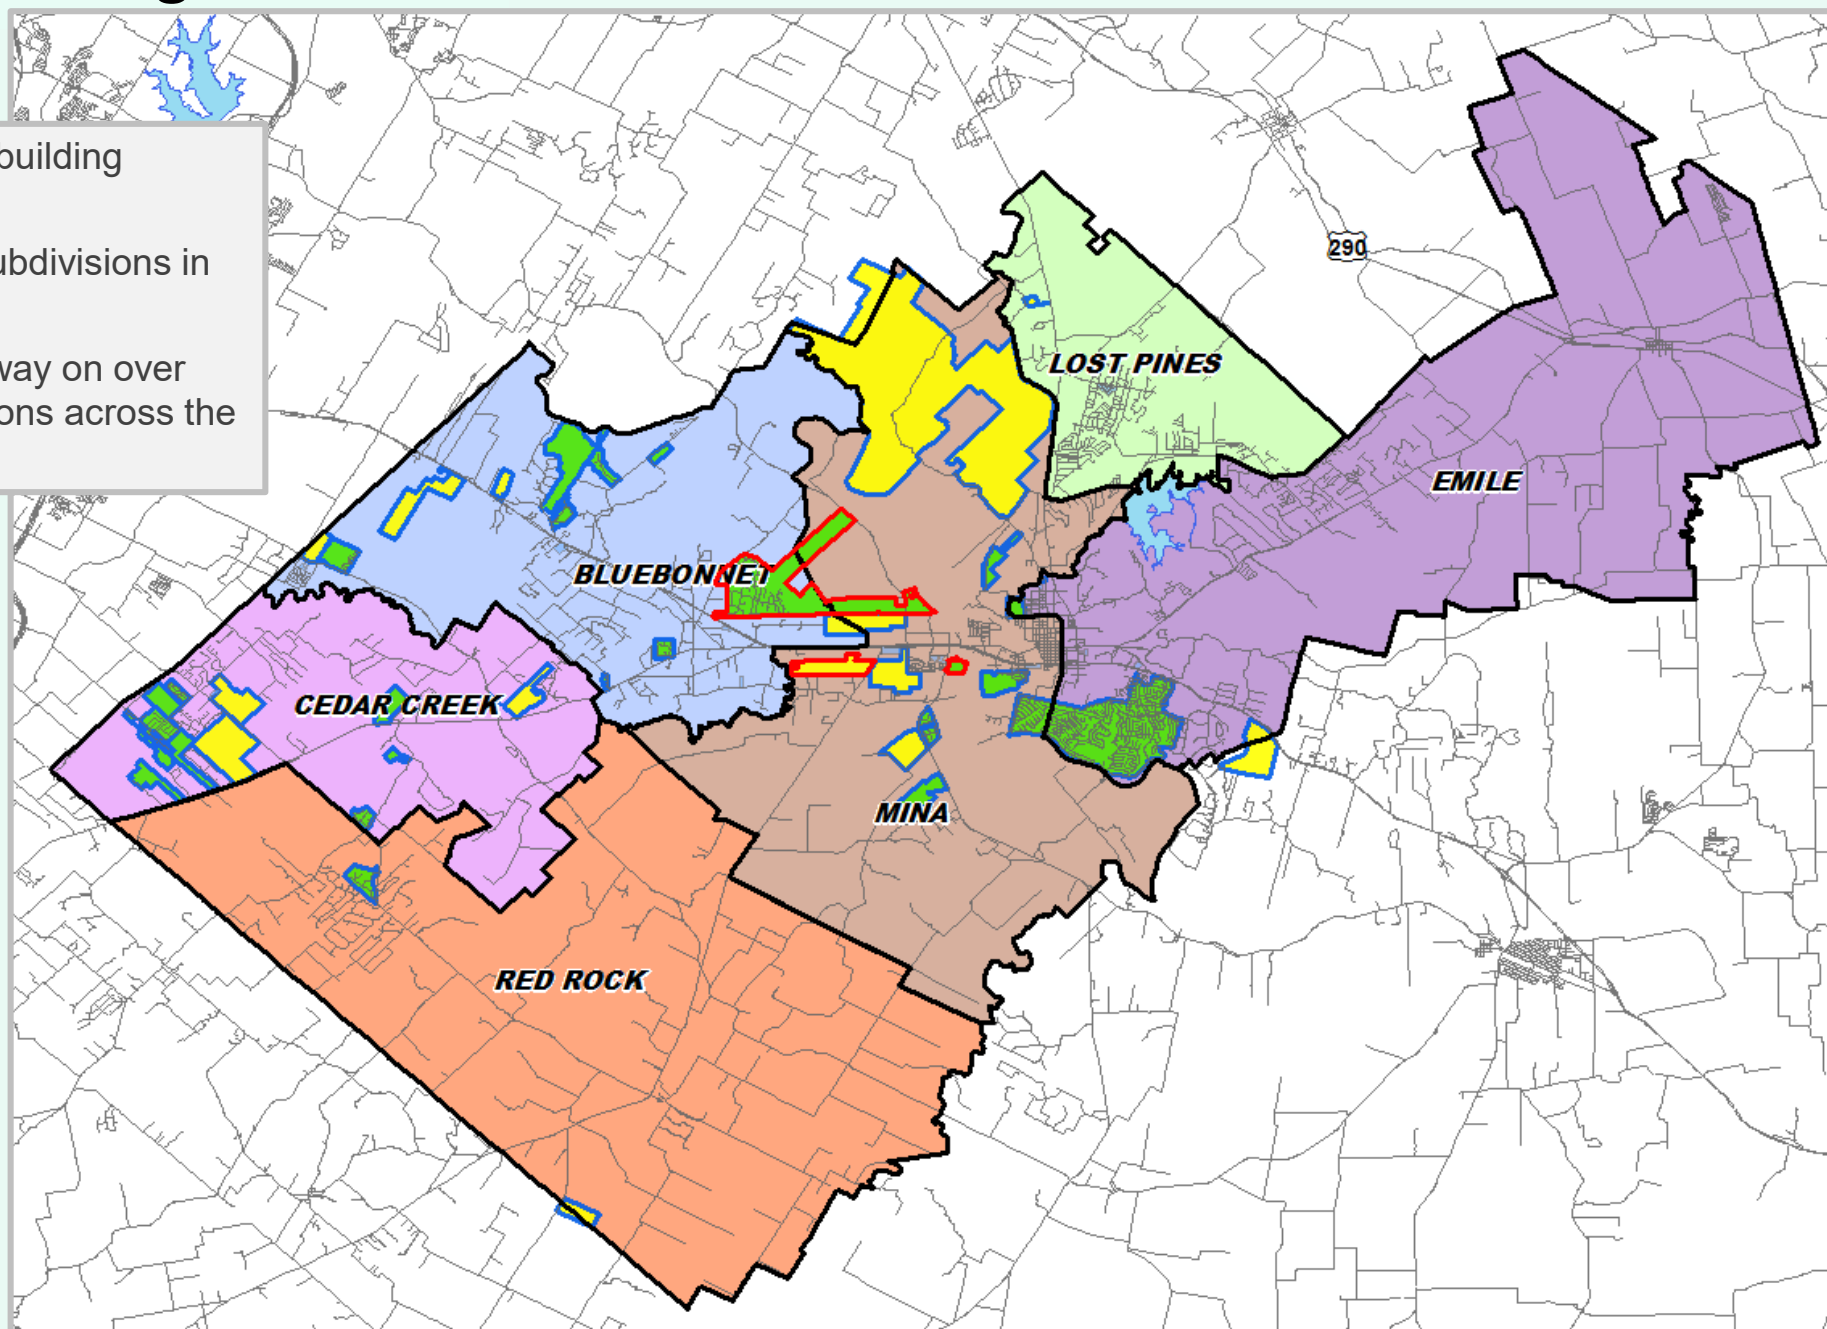 building
ubdivisions in
way on over
ons across the
290
LOST PINES
EMILE
BLUEBONNET
CEDAR CREEK
MINA
RED ROCK